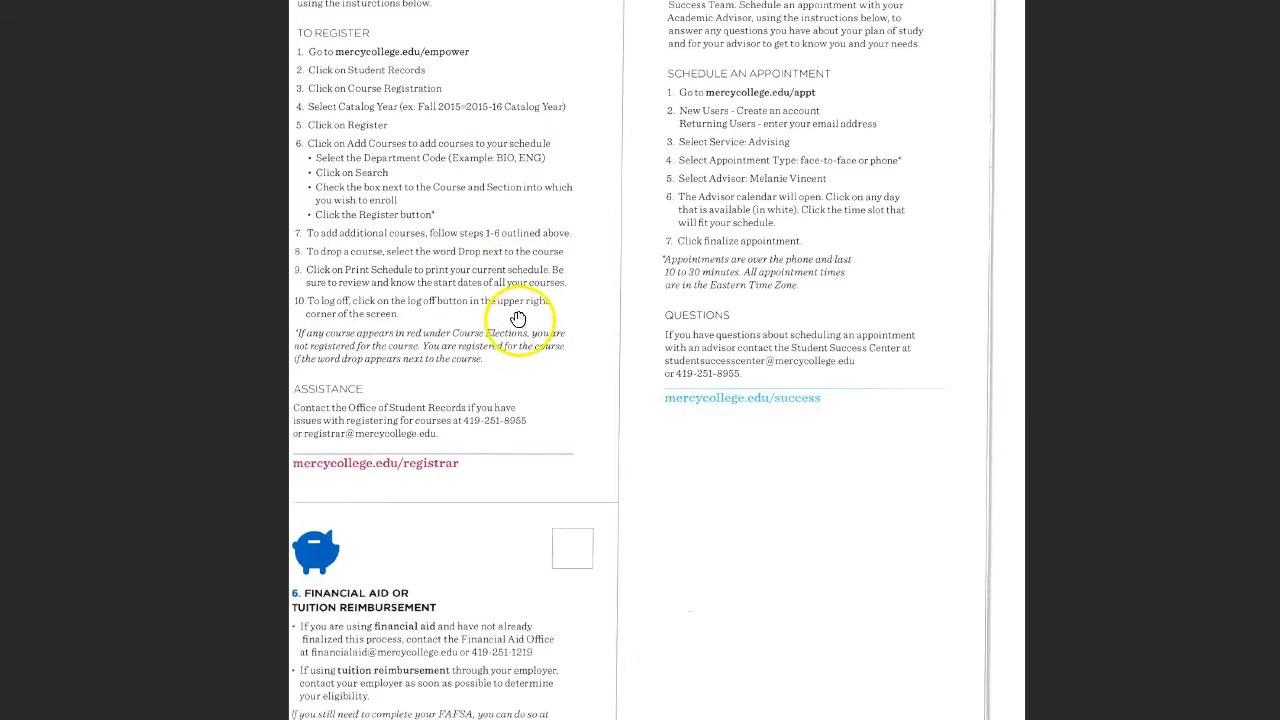 using the insturctions below.
TO REGISTER
1. Go to mercycollege.edu/empower
2. Click on Student Records
3. Click on Course Registration
4. Select Catalog Year (ex: Fall 2015=2015-16 Catalog Year)
5. Click on Register
6. Click on Add Courses to add courses to your schedule
• Select the Department Code (Example: BIO, ENG)
• Click on Search
• Check the box next to the Course and Section into which
you wish to enroll
• Click the Register button*
7. To add additional courses, follow steps 1-6 outlined above.
8. To drop a course, select the word Drop next to the course
9. Click on Print Schedule to print your current schedule. Be
sure to review and know the start dates of all your courses.
10. To log off, click on the log off button in the upper right
corner of the screen.
*If any course appears in red under Course Elections, you are
not registered for the course. You are registered for the course
if the word drop appears next to the course.
ASSISTANCE
Contact the Office of Student Records if you have
issues with registering for courses at 419-251-8955
or registrar@mercycollege.edu.
mercycollege.edu/registrar
6. FINANCIAL AID OR
TUITION REIMBURSEMENT
• If you are using financial aid and have not already
finalized this process, contact the Financial Aid Office
at financialaid@mercycollege.edu or 419-251-1219
• If using tuition reimbursement through your employer,
contact your employer as soon as possible to determine
your eligibility.
If you still need to complete your FAFSA, you can do so at
Success Team. Schedule an appointment with your
Academic Advisor, using the instructions below, to
answer any questions you have about your plan of study
and for your advisor to get to know you and your needs.
SCHEDULE AN APPOINTMENT
1. Go to mercycollege.edu/appt
2. New Users - Create an account
Returning Users - enter your email address
3. Select Service: Advising
4. Select Appointment Type: face-to-face or phone*
5. Select Advisor: Melanie Vincent
6. The Advisor calendar will open. Click on any day
that is available (in white). Click the time slot that
will fit your schedule.
7. Click finalize appointment.
*Appointments are over the phone and last
10 to 30 minutes. All appointment times
are in the Eastern Time Zone.
QUESTIONS
If you have questions about scheduling an appointment
with an advisor contact the Student Success Center at
studentsuccesscenter@mercycollege.edu
or 419-251-8955.
mercycollege.edu/success